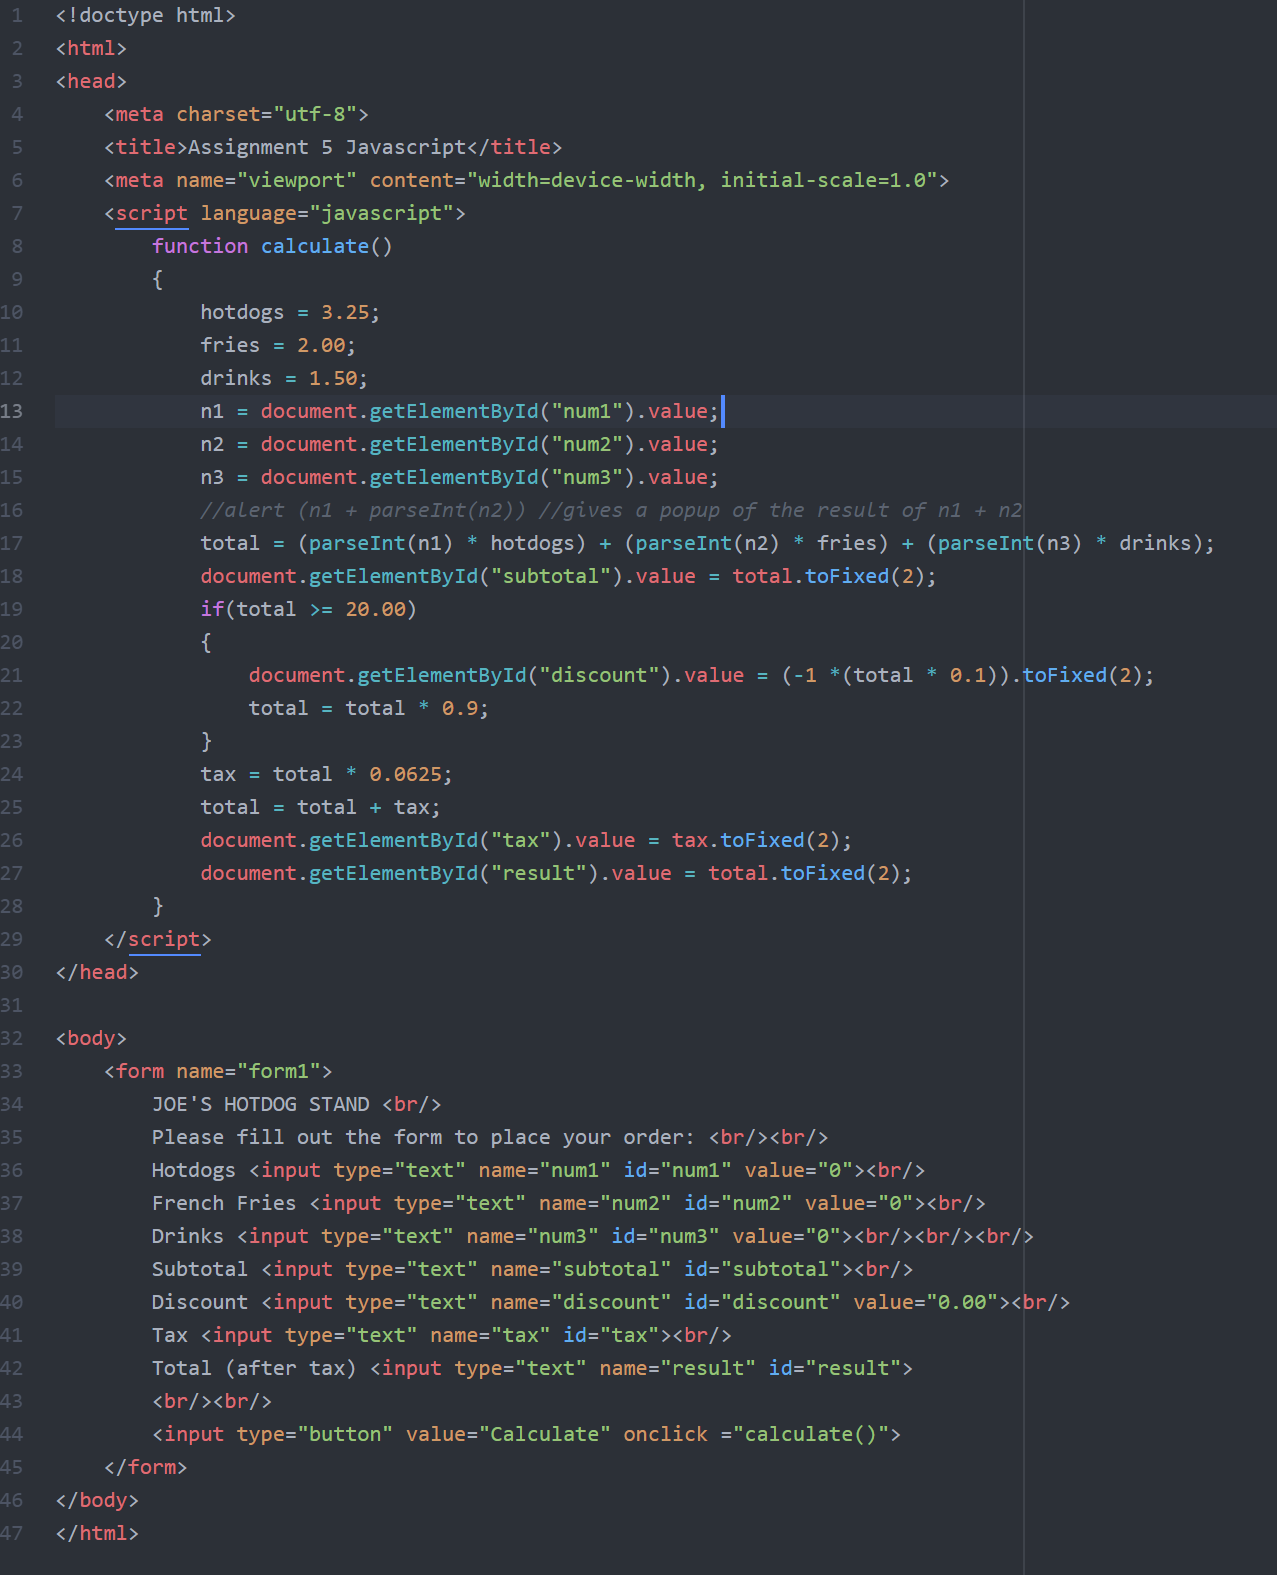 1 <!doctype html>
2 <html>
3 <head>
4     <meta charset="utf-8">
5     <title>Assignment 5 Javascript</title>
6     <meta name="viewport" content="width=device-width, initial-scale=1.0">
7     <script language="javascript">
8         function calculate()
9         {
10             hotdogs = 3.25;
11             fries = 2.00;
12             drinks = 1.50;
13             n1 = document.getElementById("num1").value;
14             n2 = document.getElementById("num2").value;
15             n3 = document.getElementById("num3").value;
16             //alert (n1 + parseInt(n2)) //gives a popup of the result of n1 + n2
17             total = (parseInt(n1) * hotdogs) + (parseInt(n2) * fries) + (parseInt(n3) * drinks);
18             document.getElementById("subtotal").value = total.toFixed(2);
19             if(total >= 20.00)
20             {
21                 document.getElementById("discount").value = (-1 *(total * 0.1)).toFixed(2);
22                 total = total * 0.9;
23             }
24             tax = total * 0.0625;
25             total = total + tax;
26             document.getElementById("tax").value = tax.toFixed(2);
27             document.getElementById("result").value = total.toFixed(2);
28         }
29     </script>
30 </head>
31
32 <body>
33     <form name="form1">
34         JOE'S HOTDOG STAND <br/>
35         Please fill out the form to place your order: <br/><br/>
36         Hotdogs <input type="text" name="num1" id="num1" value="0"><br/>
37         French Fries <input type="text" name="num2" id="num2" value="0"><br/>
38         Drinks <input type="text" name="num3" id="num3" value="0"><br/><br/><br/>
39         Subtotal <input type="text" name="subtotal" id="subtotal"><br/>
40         Discount <input type="text" name="discount" id="discount" value="0.00"><br/>
41         Tax <input type="text" name="tax" id="tax"><br/>
42         Total (after tax) <input type="text" name="result" id="result">
43         <br/><br/>
44         <input type="button" value="Calculate" onclick ="calculate()">
45     </form>
46 </body>
47 </html>